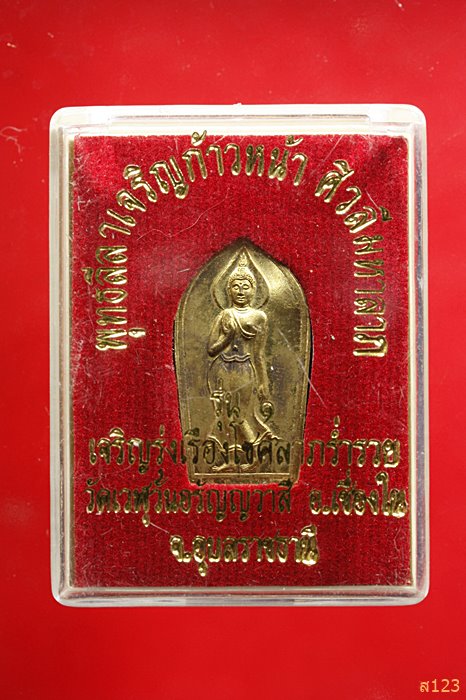 พุทธลีลาเจริญก้าวหน้า ศิวลีมหาลาภ
รุ่น ๑
เจริญรุ่งเรืองโชคลาภร่ำรวย
วัดเวฬุวันอรัญญวาสี อ.เขื่องใน
จ.อุบลราชธานี
ส123